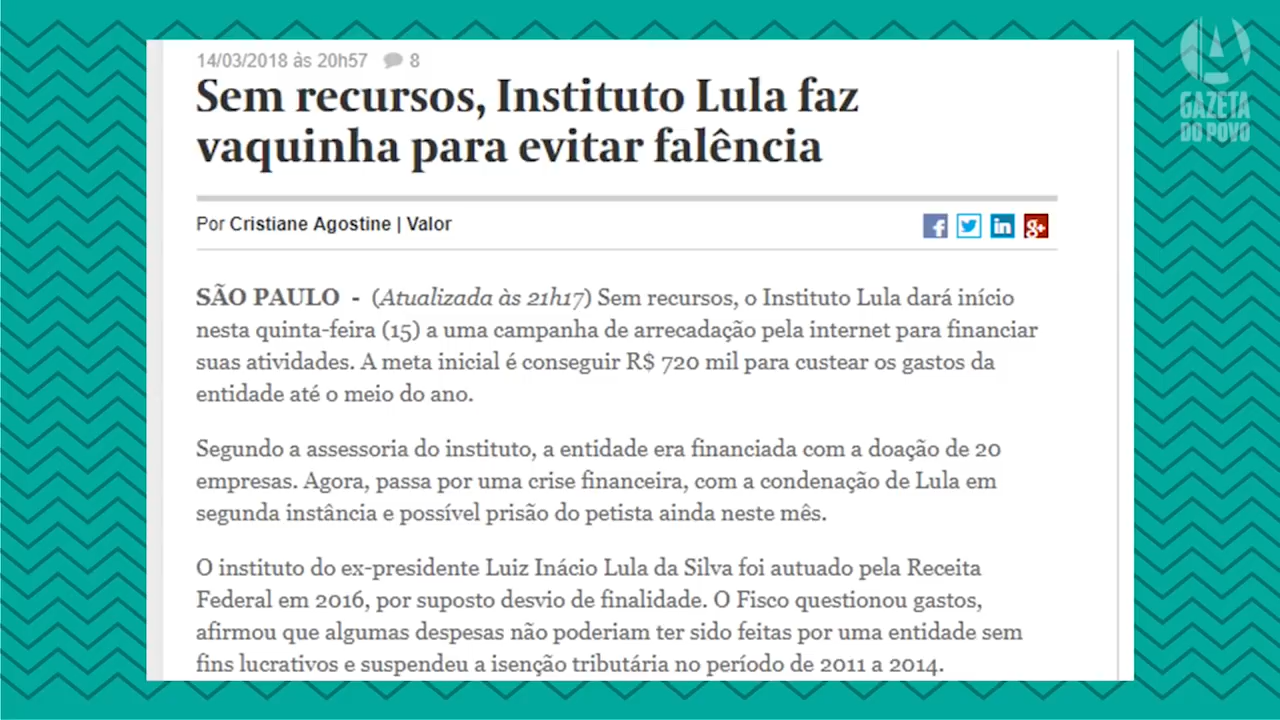 14/03/2018 às 20h57 8
Sem recursos, Instituto Lula faz
vaquinha para evitar falência
Por Cristiane Agostine | Valor
f in g+
SÃO PAULO - (Atualizada às 21h17) Sem recursos, o Instituto Lula dará início
nesta quinta-feira (15) a uma campanha de arrecadação pela internet para financiar
suas atividades. A meta inicial é conseguir R$ 720 mil para custear os gastos da
entidade até o meio do ano.
Segundo a assessoria do instituto, a entidade era financiada com a doação de 20
empresas. Agora, passa por uma crise financeira, com a condenação de Lula em
segunda instância e possível prisão do petista ainda neste mês.
O instituto do ex-presidente Luiz Inácio Lula da Silva foi autuado pela Receita
Federal em 2016, por suposto desvio de finalidade. O Fisco questionou gastos,
afirmou que algumas despesas não poderiam ter sido feitas por uma entidade sem
fins lucrativos e suspendeu a isenção tributária no período de 2011 a 2014.
GAZETA
DO POVO